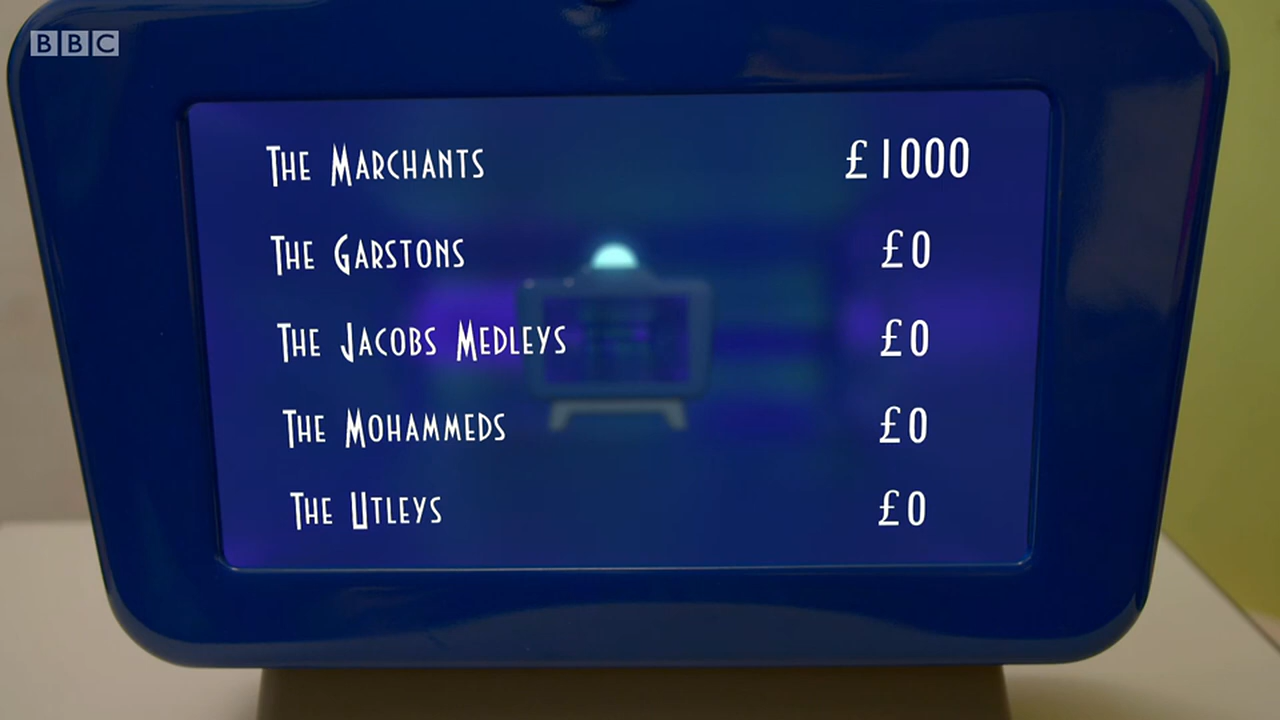 BBC
The Marchants £1000
The Garstons £0
The Jacobs Medleys £0
The Mohammeds £0
The Utleys £0